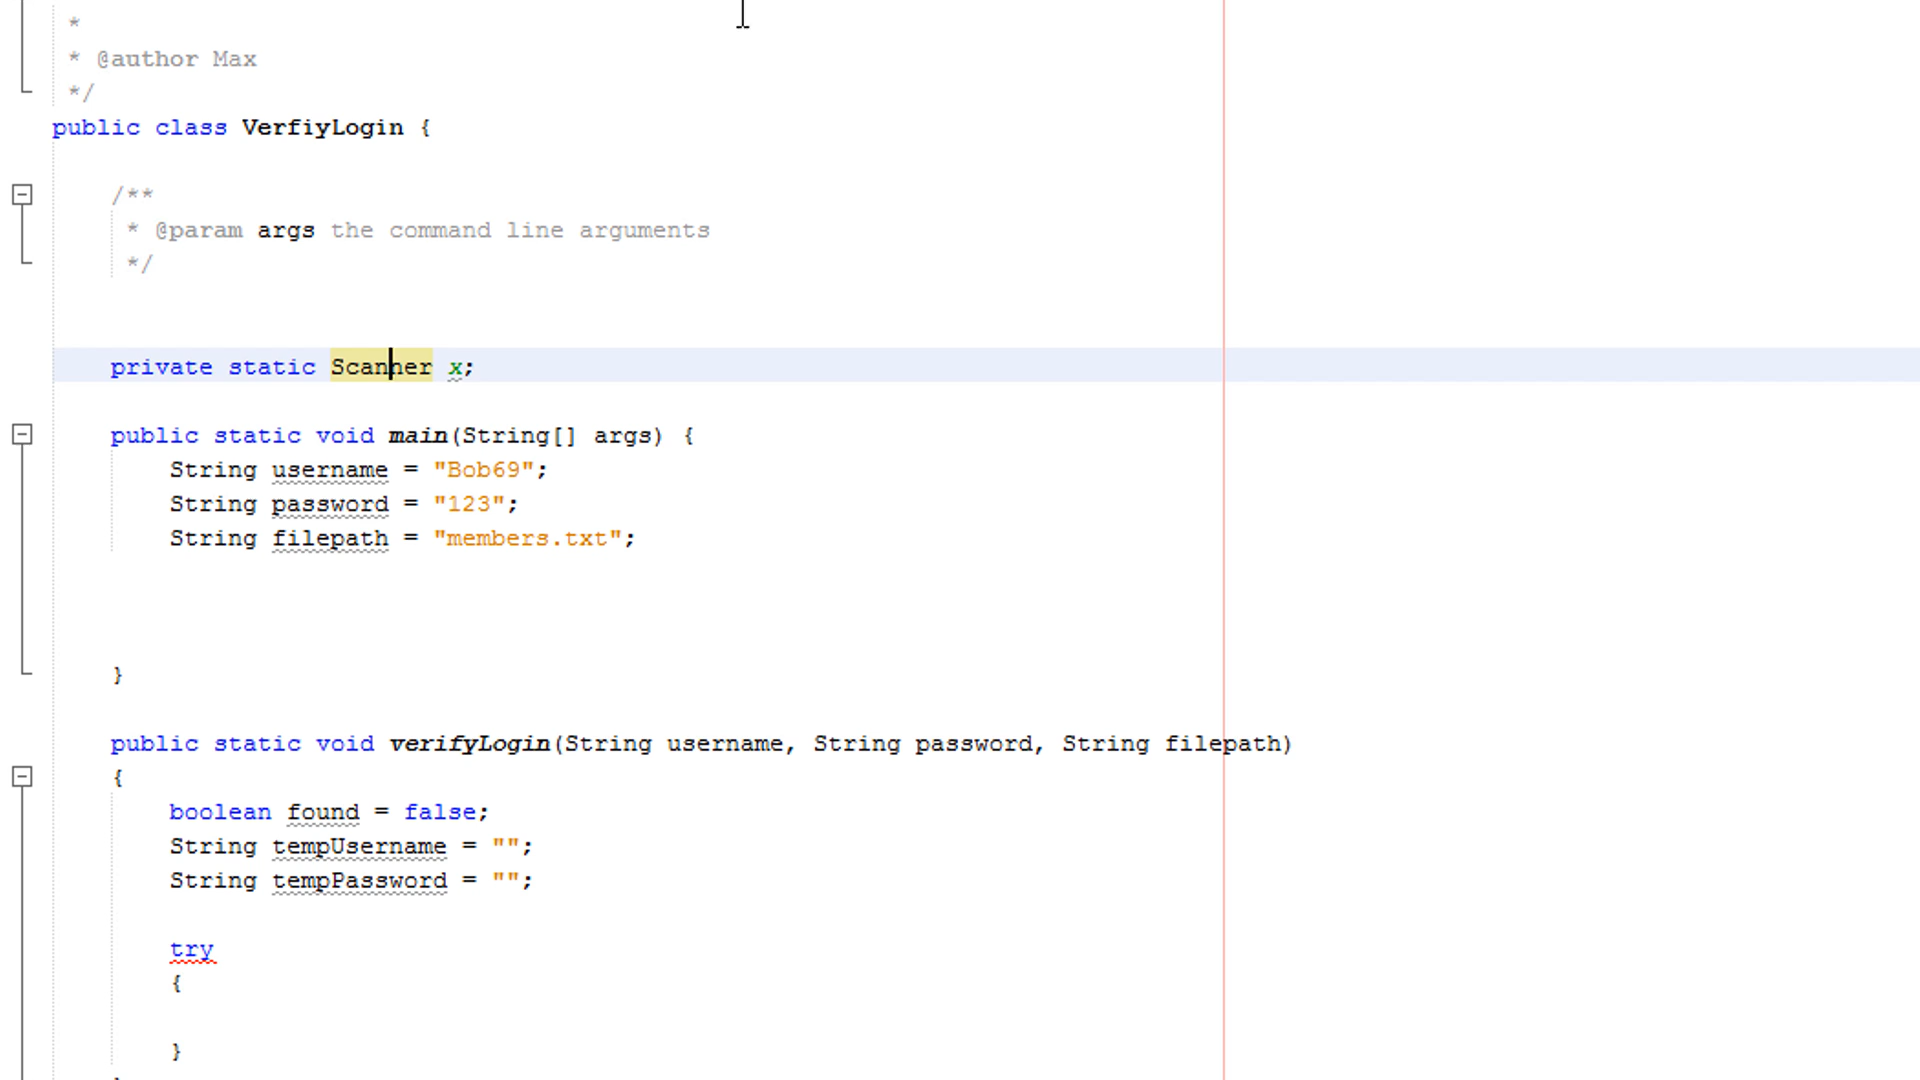 *
* @author Max
*/
public class VerfiyLogin {
/**
* @param args the command line arguments
*/
private static Scanner x;
public static void main(String[] args) {
String username = "Bob69";
String password = "123";
String filepath = "members.txt";
}
public static void verifyLogin(String username, String password, String filepath)
{
boolean found = false;
String tempUsername = "";
String tempPassword = "";
try
{
}